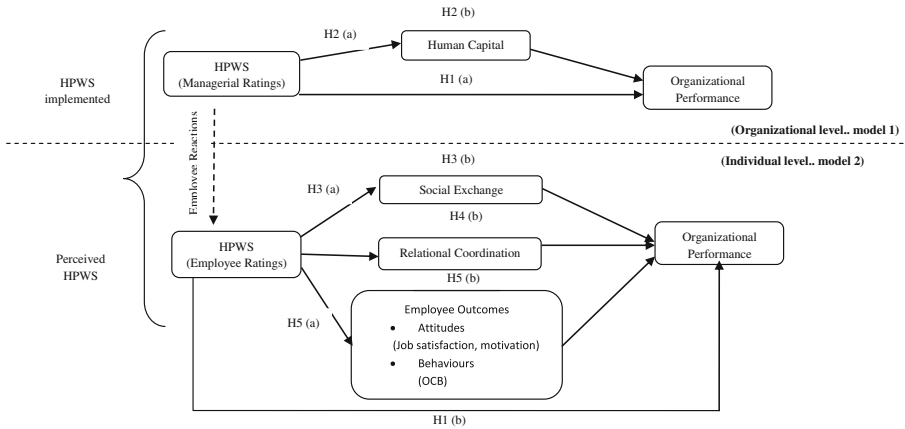 H2 (b)
H2 (a)
Human Capital
HPWS
(Managerial Ratings)
H1 (a)
Organizational
Performance
HPWS
implemented
(Organizational level.. model 1)
Employee Reactions
H3 (b)
(Individual level.. model 2)
H3 (a)
Social Exchange
H4 (b)
HPWS
(Employee Ratings)
Relational Coordination
Organizational
Performance
Perceived
HPWS
H5 (b)
H5 (a)
Employee Outcomes
• Attitudes
(Job satisfaction, motivation)
• Behaviours
(OCB)
H1 (b)